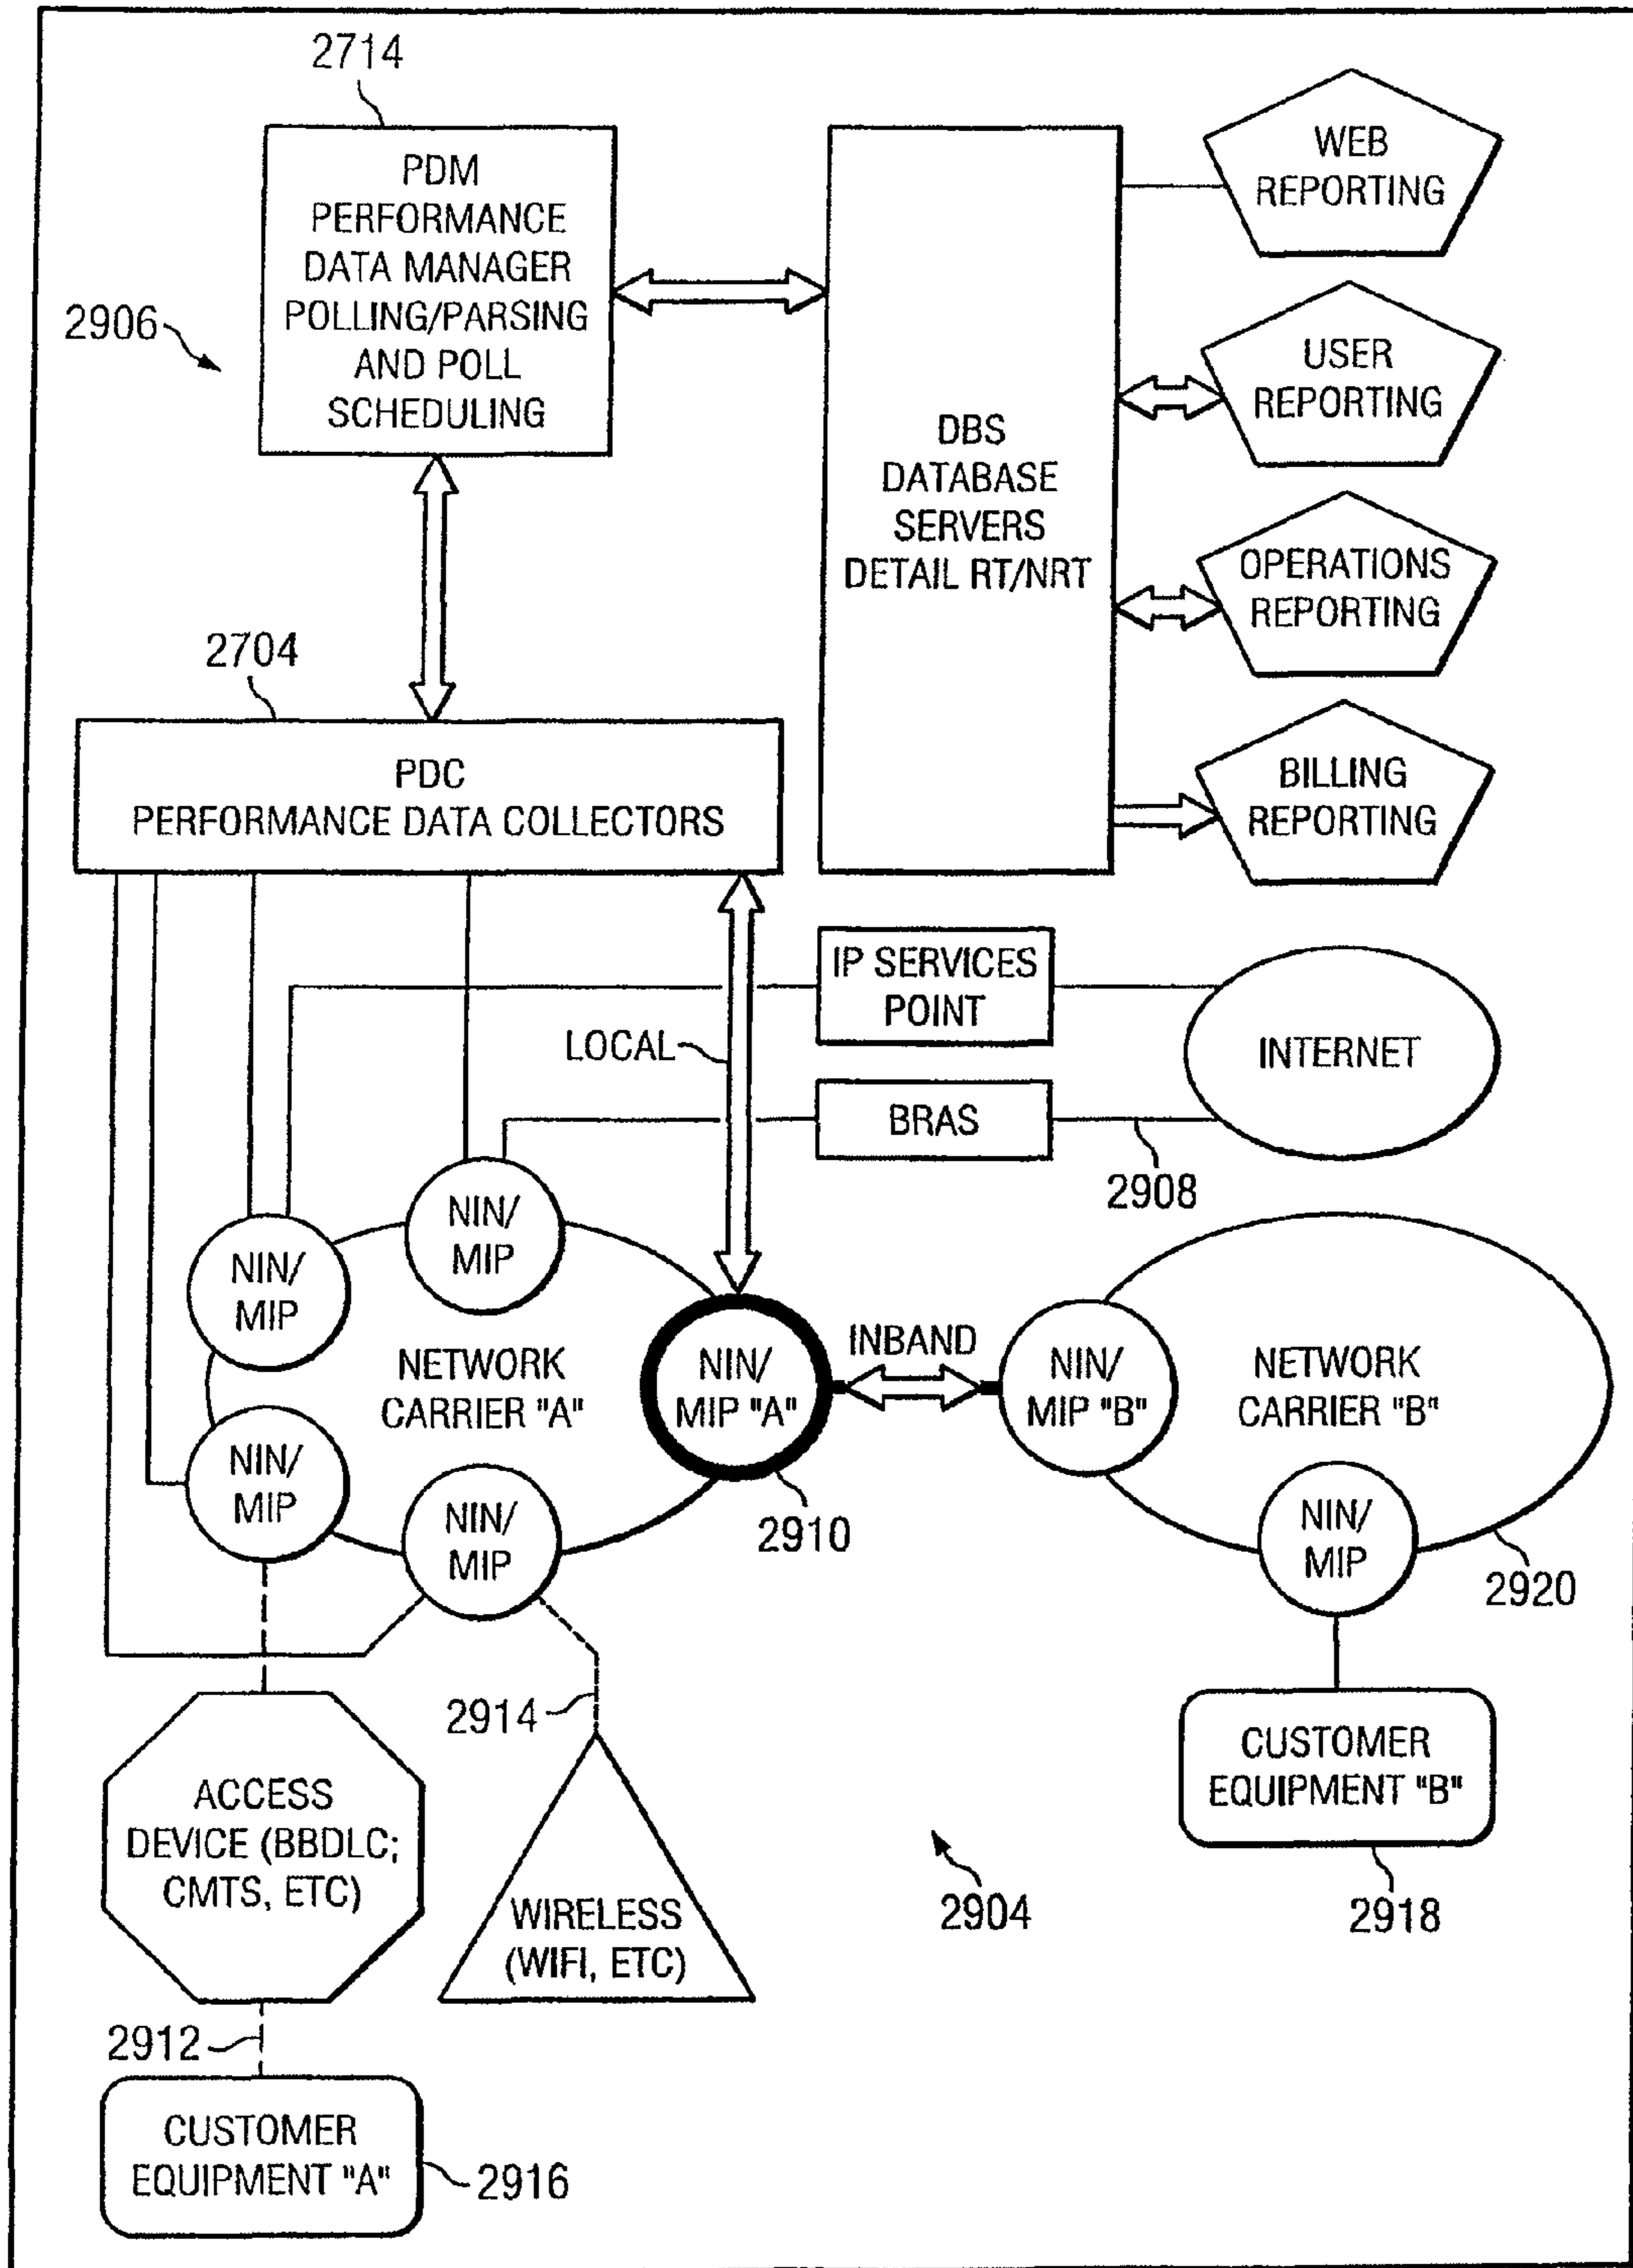 2714
PDM
PERFORMANCE
DATA MANAGER
POLLING/PARSING
AND POLL
SCHEDULING
2906
DBS
DATABASE
SERVERS
DETAIL RT/NRT
WEB
REPORTING
USER
REPORTING
OPERATIONS
REPORTING
BILLING
REPORTING
2704
PDC
PERFORMANCE DATA COLLECTORS
IP SERVICES
POINT
LOCAL
INTERNET
BRAS
2908
NIN/
MIP
NIN/
MIP
NETWORK
CARRIER "A"
NIN/
MIP "A"
INBAND
NIN/
MIP "B"
NETWORK
CARRIER "B"
NIN/
MIP
NIN/
MIP
2910
NIN/
MIP
2920
2914
ACCESS
DEVICE (BBDLC;
CMTS, ETC)
WIRELESS
(WIFI, ETC)
2904
CUSTOMER
EQUIPMENT "B"
2918
2912
CUSTOMER
EQUIPMENT "A"
2916